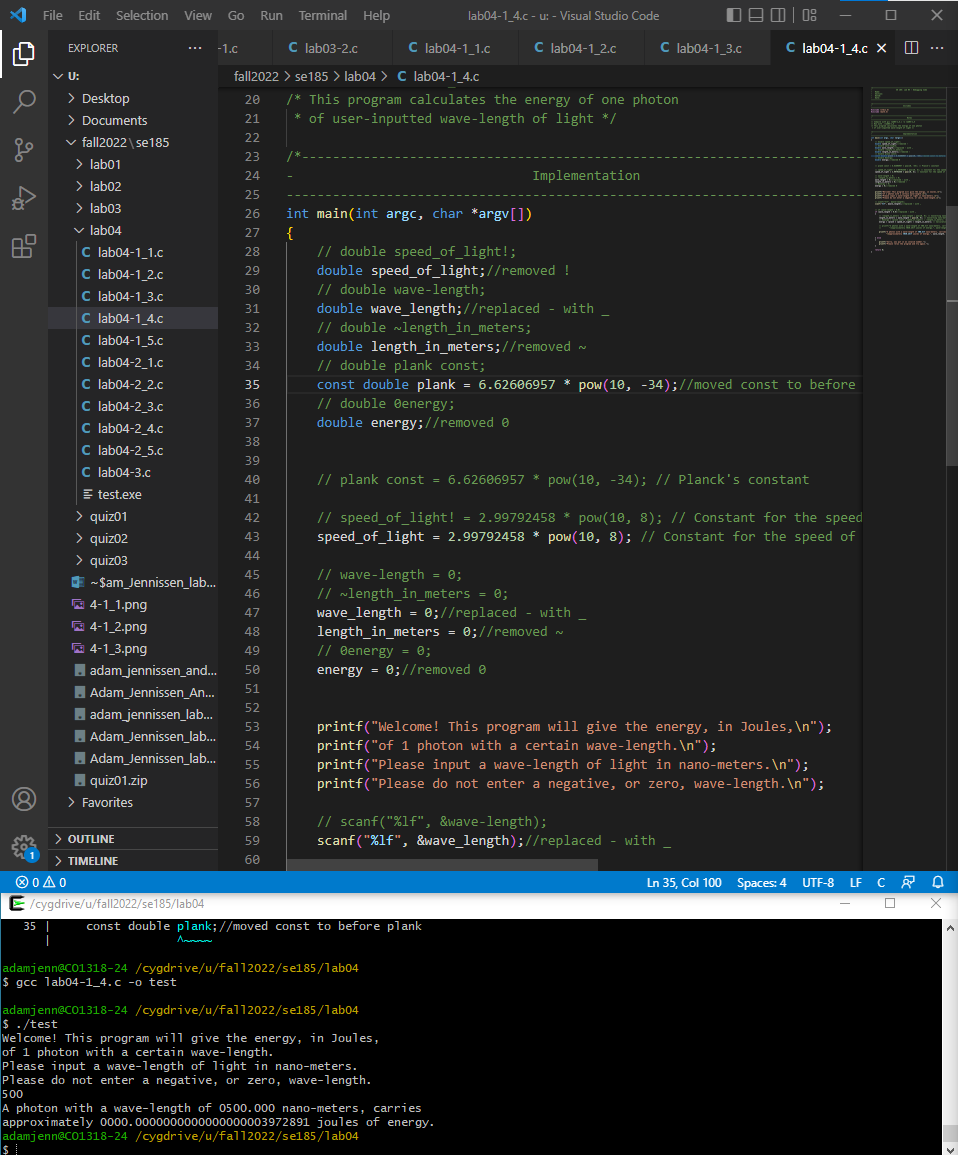 File Edit Selection View Go Run Terminal Help lab04-1_4.c - u: - Visual Studio Code
EXPLORER ···
-1.c C lab03-2.c C lab04-1_1.c C lab04-1_2.c C lab04-1_3.c C lab04-1_4.c
U:
Desktop
Documents
fall2022 \ se185
lab01
lab02
lab03
lab04
C lab04-1_1.c
C lab04-1_2.c
C lab04-1_3.c
C lab04-1_4.c
C lab04-1_5.c
C lab04-2_1.c
C lab04-2_2.c
C lab04-2_3.c
C lab04-2_4.c
C lab04-2_5.c
C lab04-3.c
test.exe
quiz01
quiz02
quiz03
~$am_Jennissen_lab...
4-1_1.png
4-1_2.png
4-1_3.png
adam_jennissen_and...
Adam_Jennissen_An...
adam_jennissen_lab...
Adam_Jennissen_lab...
Adam_Jennissen_lab...
quiz01.zip
Favorites
OUTLINE
TIMELINE
1
fall2022 > se185 > lab04 > C lab04-1_4.c
20 /* This program calculates the energy of one photon
21 * of user-inputted wave-length of light */
22
23 /*-------------------------------------------------------------------------
24 - Implementation
25 ---------------------------------------------------------------------------
26 int main(int argc, char *argv[])
27 {
28 // double speed_of_light!;
29 double speed_of_light;//removed !
30 // double wave-length;
31 double wave_length;//replaced - with _
32 // double ~length_in_meters;
33 double length_in_meters;//removed ~
34 // double plank const;
35 const double plank = 6.62606957 * pow(10, -34);//moved const to before
36 // double 0energy;
37 double energy;//removed 0
38
39
40 // plank const = 6.62606957 * pow(10, -34); // Planck's constant
41
42 // speed_of_light! = 2.99792458 * pow(10, 8); // Constant for the speed
43 speed_of_light = 2.99792458 * pow(10, 8); // Constant for the speed of
44
45 // wave-length = 0;
46 // ~length_in_meters = 0;
47 wave_length = 0;//replaced - with _
48 length_in_meters = 0;//removed ~
49 // 0energy = 0;
50 energy = 0;//removed 0
51
52
53 printf("Welcome! This program will give the energy, in Joules,\n");
54 printf("of 1 photon with a certain wave-length.\n");
55 printf("Please input a wave-length of light in nano-meters.\n");
56 printf("Please do not enter a negative, or zero, wave-length.\n");
57
58 // scanf("%lf", &wave-length);
59 scanf("%lf", &wave_length);//replaced - with _
60
0 0 Ln 35, Col 100 Spaces: 4 UTF-8 LF C
/cygdrive/u/fall2022/se185/lab04
35 | const double plank;//moved const to before plank
| ^~~~~
adamjenn@CO1318-24 /cygdrive/u/fall2022/se185/lab04
$ gcc lab04-1_4.c -o test
adamjenn@CO1318-24 /cygdrive/u/fall2022/se185/lab04
$ ./test
Welcome! This program will give the energy, in Joules,
of 1 photon with a certain wave-length.
Please input a wave-length of light in nano-meters.
Please do not enter a negative, or zero, wave-length.
500
A photon with a wave-length of 0500.000 nano-meters, carries
approximately 0000.0000000000000000003972891 joules of energy.
adamjenn@CO1318-24 /cygdrive/u/fall2022/se185/lab04
$